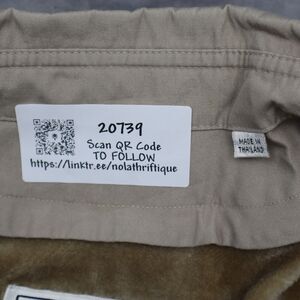 20739
Scan QR Code
TO FOLLOW
https://linktr.ee/nolathriftique
MADE IN
THAILAND